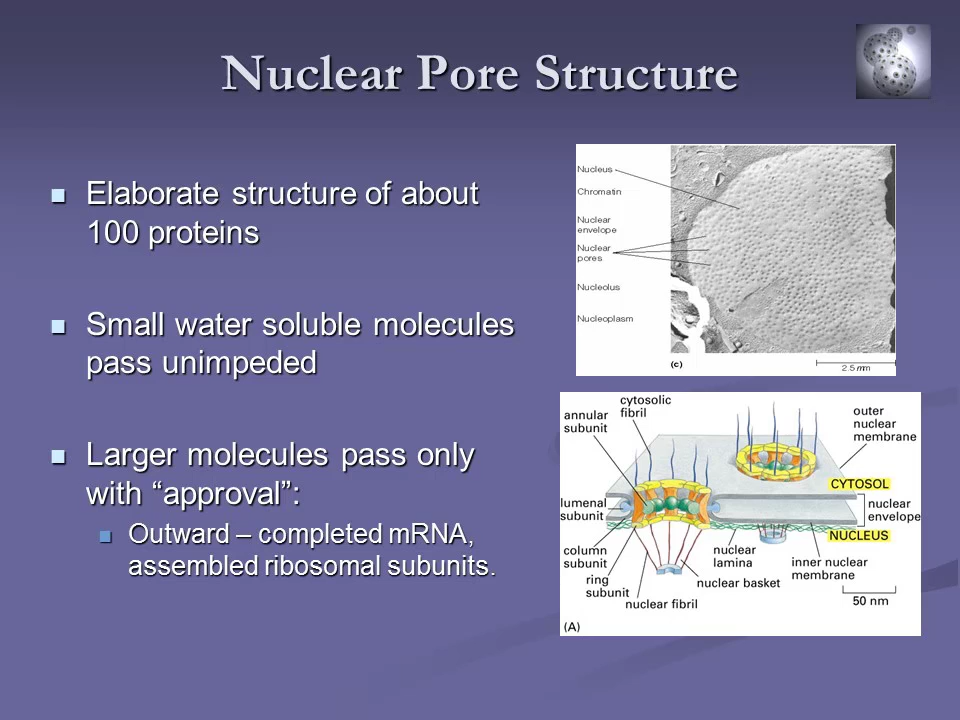 Nuclear Pore Structure
Elaborate structure of about
100 proteins
Small water soluble molecules
pass unimpeded
Larger molecules pass only
with “approval”:
Outward – completed mRNA,
assembled ribosomal subunits.
Nucleus
Chromatin
Nuclear
envelope
Nuclear
pores
Nucleolus
Nucleoplasm
(c)
2.5 mm
cytosolic
fibril
annular
subunit
outer
nuclear
membrane
CYTOSOL
lumenal
subunit
nuclear
envelope
NUCLEUS
column
subunit
nuclear
lamina
inner nuclear
membrane
ring
subunit
nuclear basket
nuclear fibril
50 nm
(A)